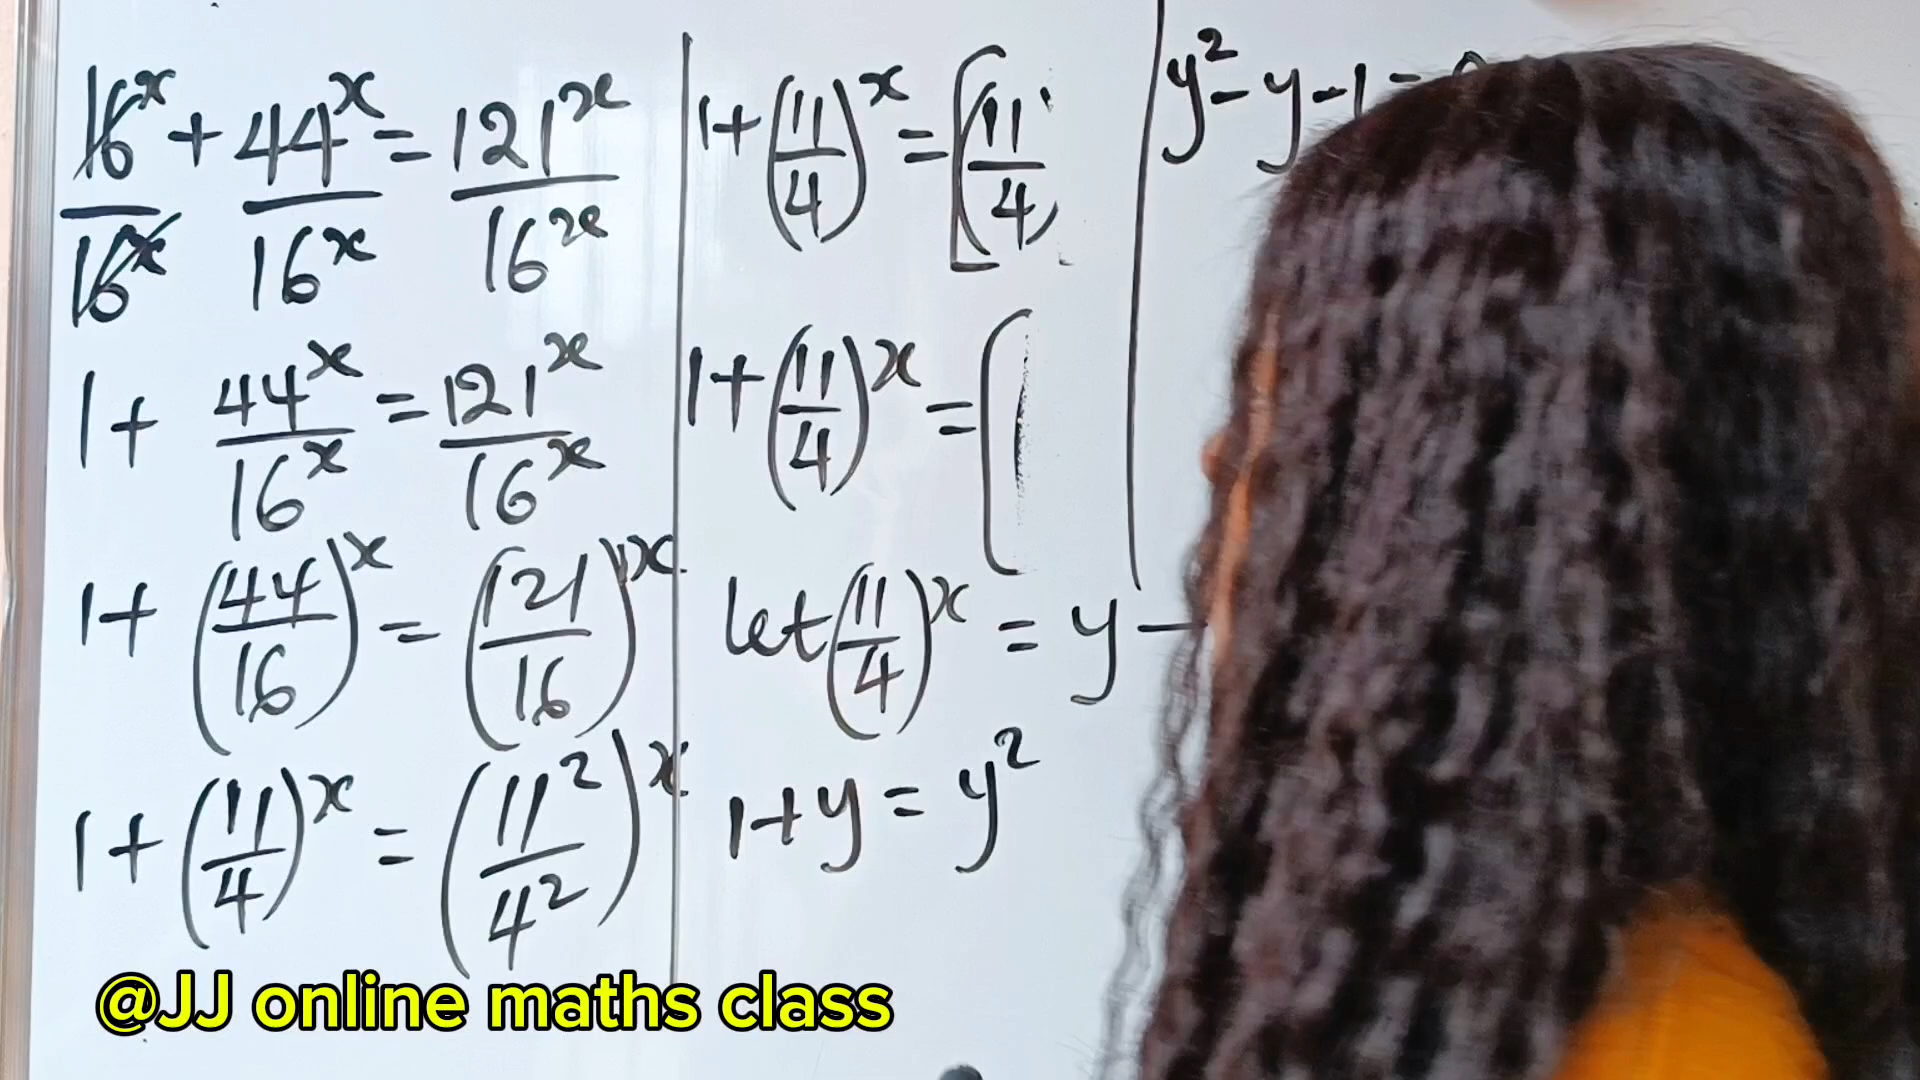 16^x/16^x + 44^x/16^x = 121^x/16^x
1 + 44^x/16^x = 121^x/16^x
1 + (44/16)^x = (121/16)^x
1 + (11/4)^x = (11²/4²)^x
1 + (11/4)^x = [(11/4)
1 + (11/4)^x = (
let (11/4)^x = y -
1 + y = y²
y² - y - 1 =
@JJ online maths class